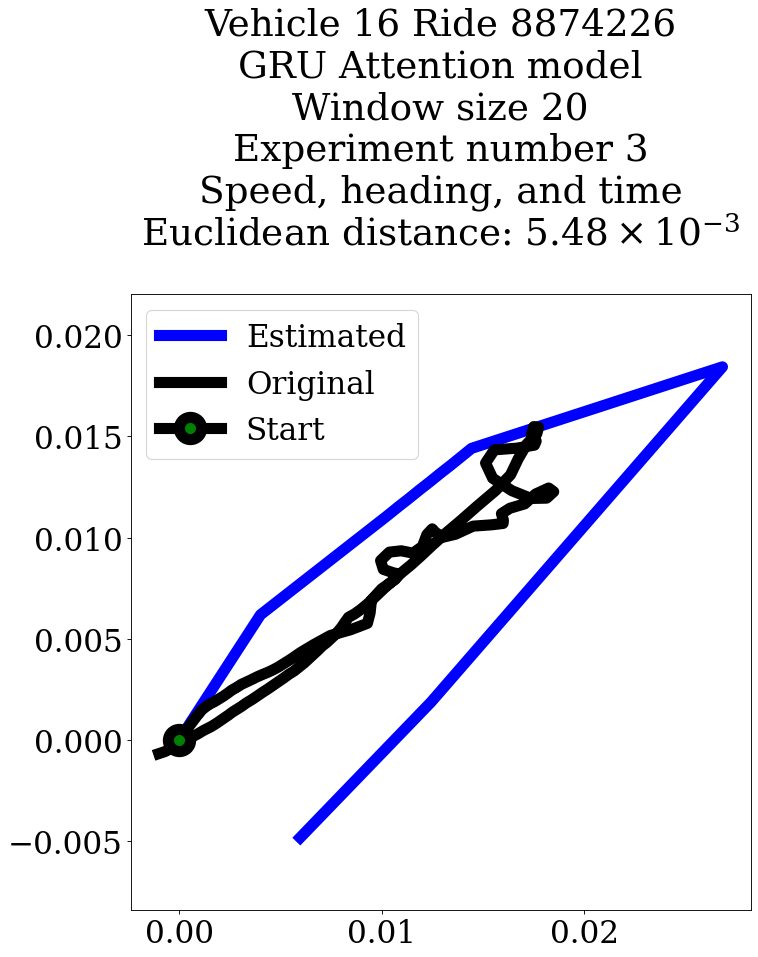 Vehicle 16 Ride 8874226
GRU Attention model
Window size 20
Experiment number 3
Speed, heading, and time
Euclidean distance: 5.48 × 10⁻³
Estimated
Original
Start
0.020
0.015
0.010
0.005
0.000
−0.005
0.00 0.01 0.02